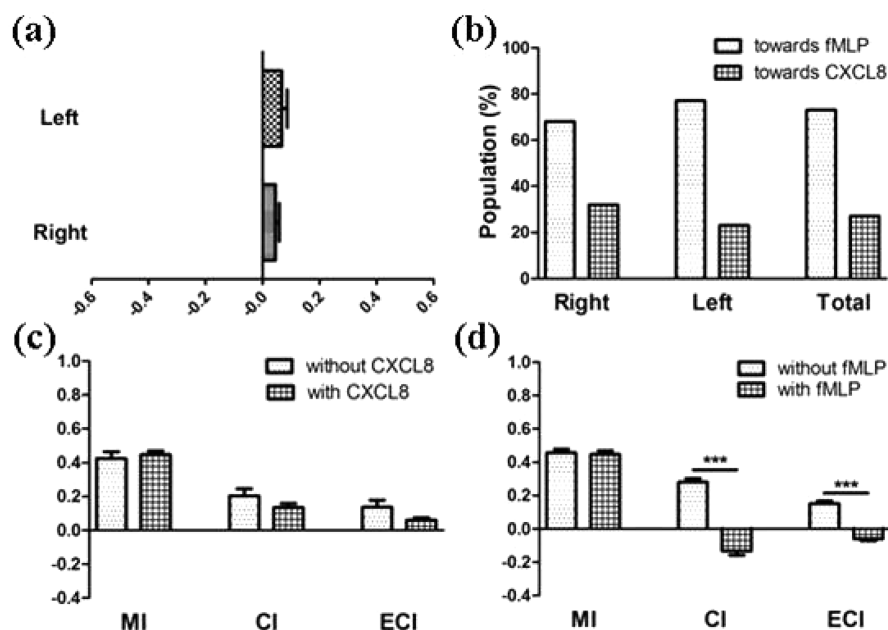 (a)
Left
Right
-0.6
-0.4
-0.2
-0.0
0.2
0.4
0.6
(b)
Population (%)
100
80
60
40
20
0
towards fMLP
towards CXCL8
Right
Left
Total
(c)
1.0
0.8
0.6
0.4
0.2
0.0
-0.2
-0.4
without CXCL8
with CXCL8
MI
CI
ECI
(d)
1.0
0.8
0.6
0.4
0.2
0.0
-0.2
-0.4
without fMLP
with fMLP
***
***
MI
CI
ECI